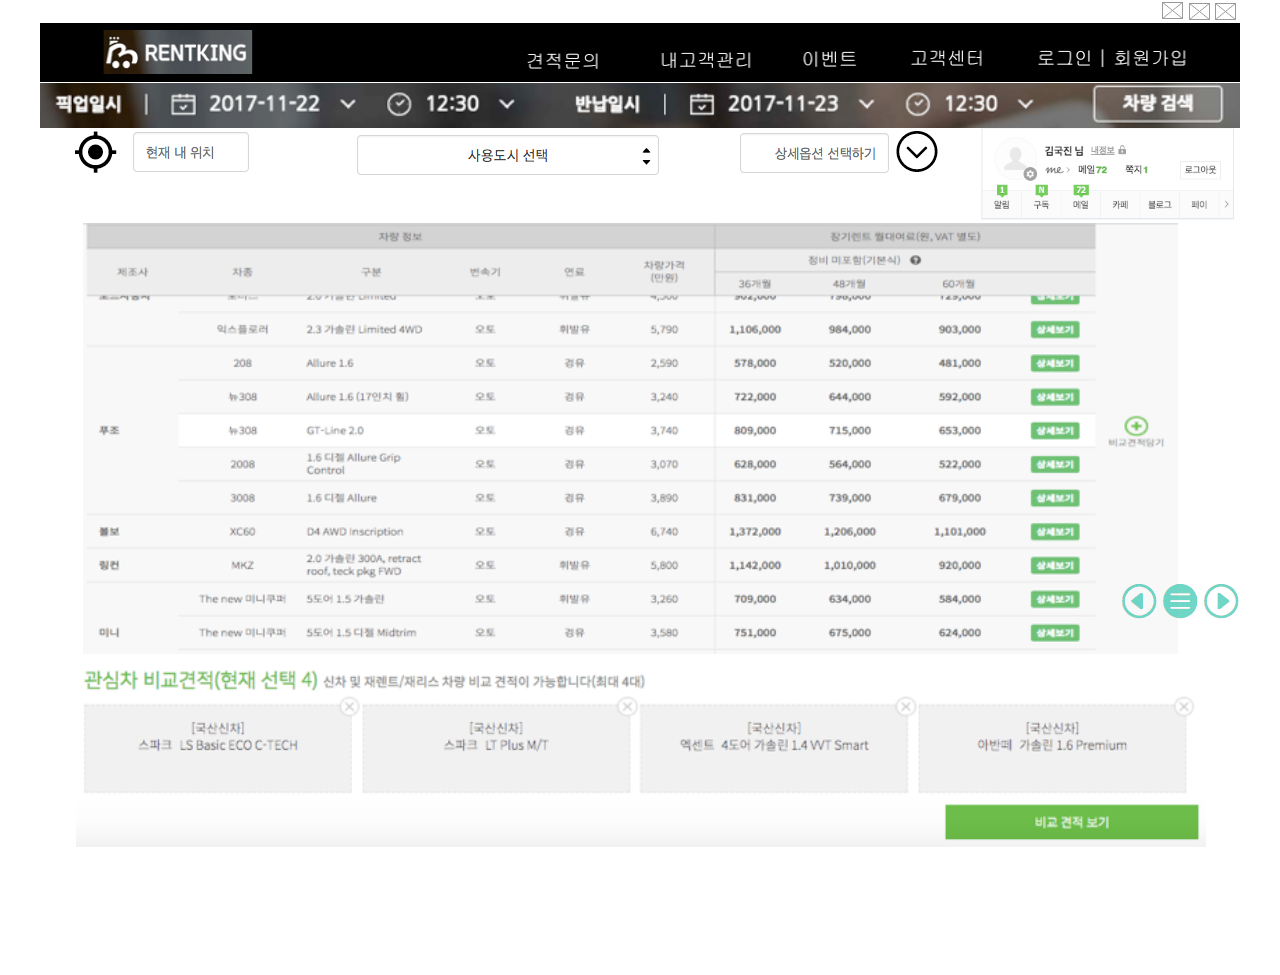 RENTKING
견적문의 내고객관리 이벤트 고객센터 로그인 | 회원가입
픽업일시 | 2017-11-22 12:30 반납일시 | 2017-11-23 12:30 차량 검색
현재 내 위치 사용도시 선택 상세옵션 선택하기
김국진 님 내정보
me 메일72 쪽지1 로그아웃
1 N 72
알림 구독 메일 카페 블로그 페이
차량 정보 장기렌트 월대여료(원, VAT 별도)
제조사 차종 구분 변속기 연료 차량가격 (만원) 정비 미포함(기본식)
36개월 48개월 60개월
익스플로러 2.3 가솔린 Limited 4WD 오토 휘발유 5,790 1,106,000 984,000 903,000 상세보기
208 Allure 1.6 오토 경유 2,590 578,000 520,000 481,000 상세보기
뉴308 Allure 1.6 (17인치 휠) 오토 경유 3,240 722,000 644,000 592,000 상세보기
푸조 뉴308 GT-Line 2.0 오토 경유 3,740 809,000 715,000 653,000 상세보기
비교견적담기
2008 1.6 디젤 Allure Grip Control 오토 경유 3,070 628,000 564,000 522,000 상세보기
3008 1.6 디젤 Allure 오토 경유 3,890 831,000 739,000 679,000 상세보기
볼보 XC60 D4 AWD Inscription 오토 경유 6,740 1,372,000 1,206,000 1,101,000 상세보기
링컨 MKZ 2.0 가솔린 300A, retract roof, teck pkg FWD 오토 휘발유 5,800 1,142,000 1,010,000 920,000 상세보기
The new 미니쿠퍼 5도어 1.5 가솔린 오토 휘발유 3,260 709,000 634,000 584,000 상세보기
미니 The new 미니쿠퍼 5도어 1.5 디젤 Midtrim 오토 경유 3,580 751,000 675,000 624,000 상세보기
관심차 비교견적(현재 선택 4) 신차 및 재렌트/재리스 차량 비교 견적이 가능합니다(최대 4대)
[국산신차] [국산신차] [국산신차] [국산신차]
스파크 LS Basic ECO C-TECH 스파크 LT Plus M/T 엑센트 4도어 가솔린 1.4 VVT Smart 아반떼 가솔린 1.6 Premium
비교 견적 보기